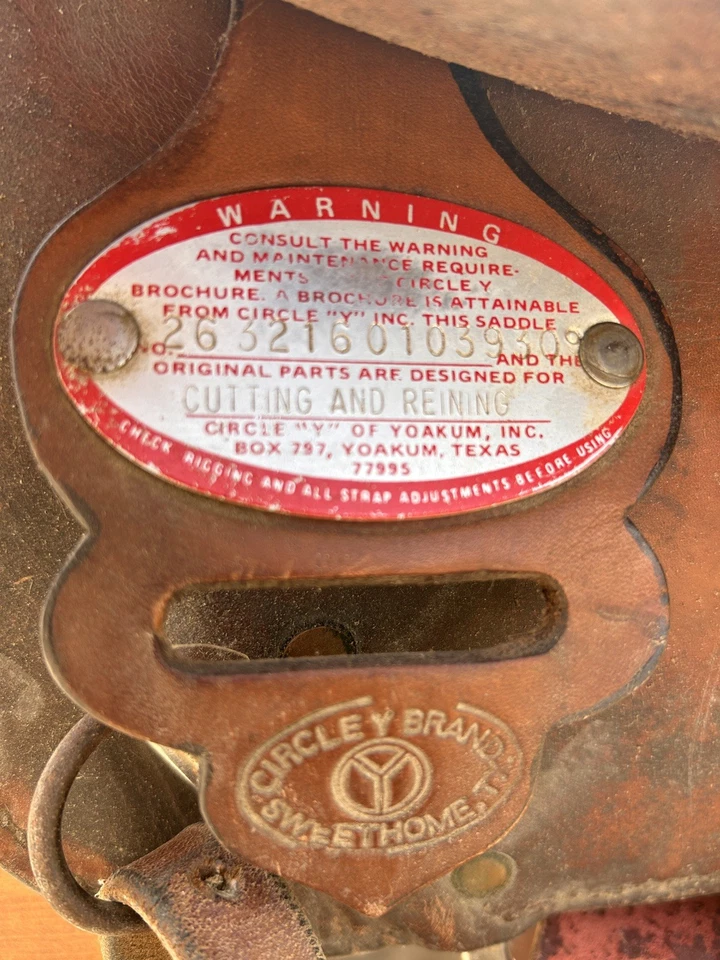 WARNING
CONSULT THE WARNING
AND MAINTENANCE REQUIRE-
MENTS CIRCLE Y
BROCHURE. A BROCHURE IS ATTAINABLE
FROM CIRCLE "Y" INC. THIS SADDLE
AND THE
ORIGINAL PARTS ARE DESIGNED FOR
CUTTING AND REINING
CIRCLE "Y" OF YOAKUM, INC.
BOX 797, YOAKUM, TEXAS
77995
"CHECK RIGGING AND ALL STRAP ADJUSTMENTS BEFORE USING"
CIRCLE Y BRAND
Y
SWEETHOME, T.